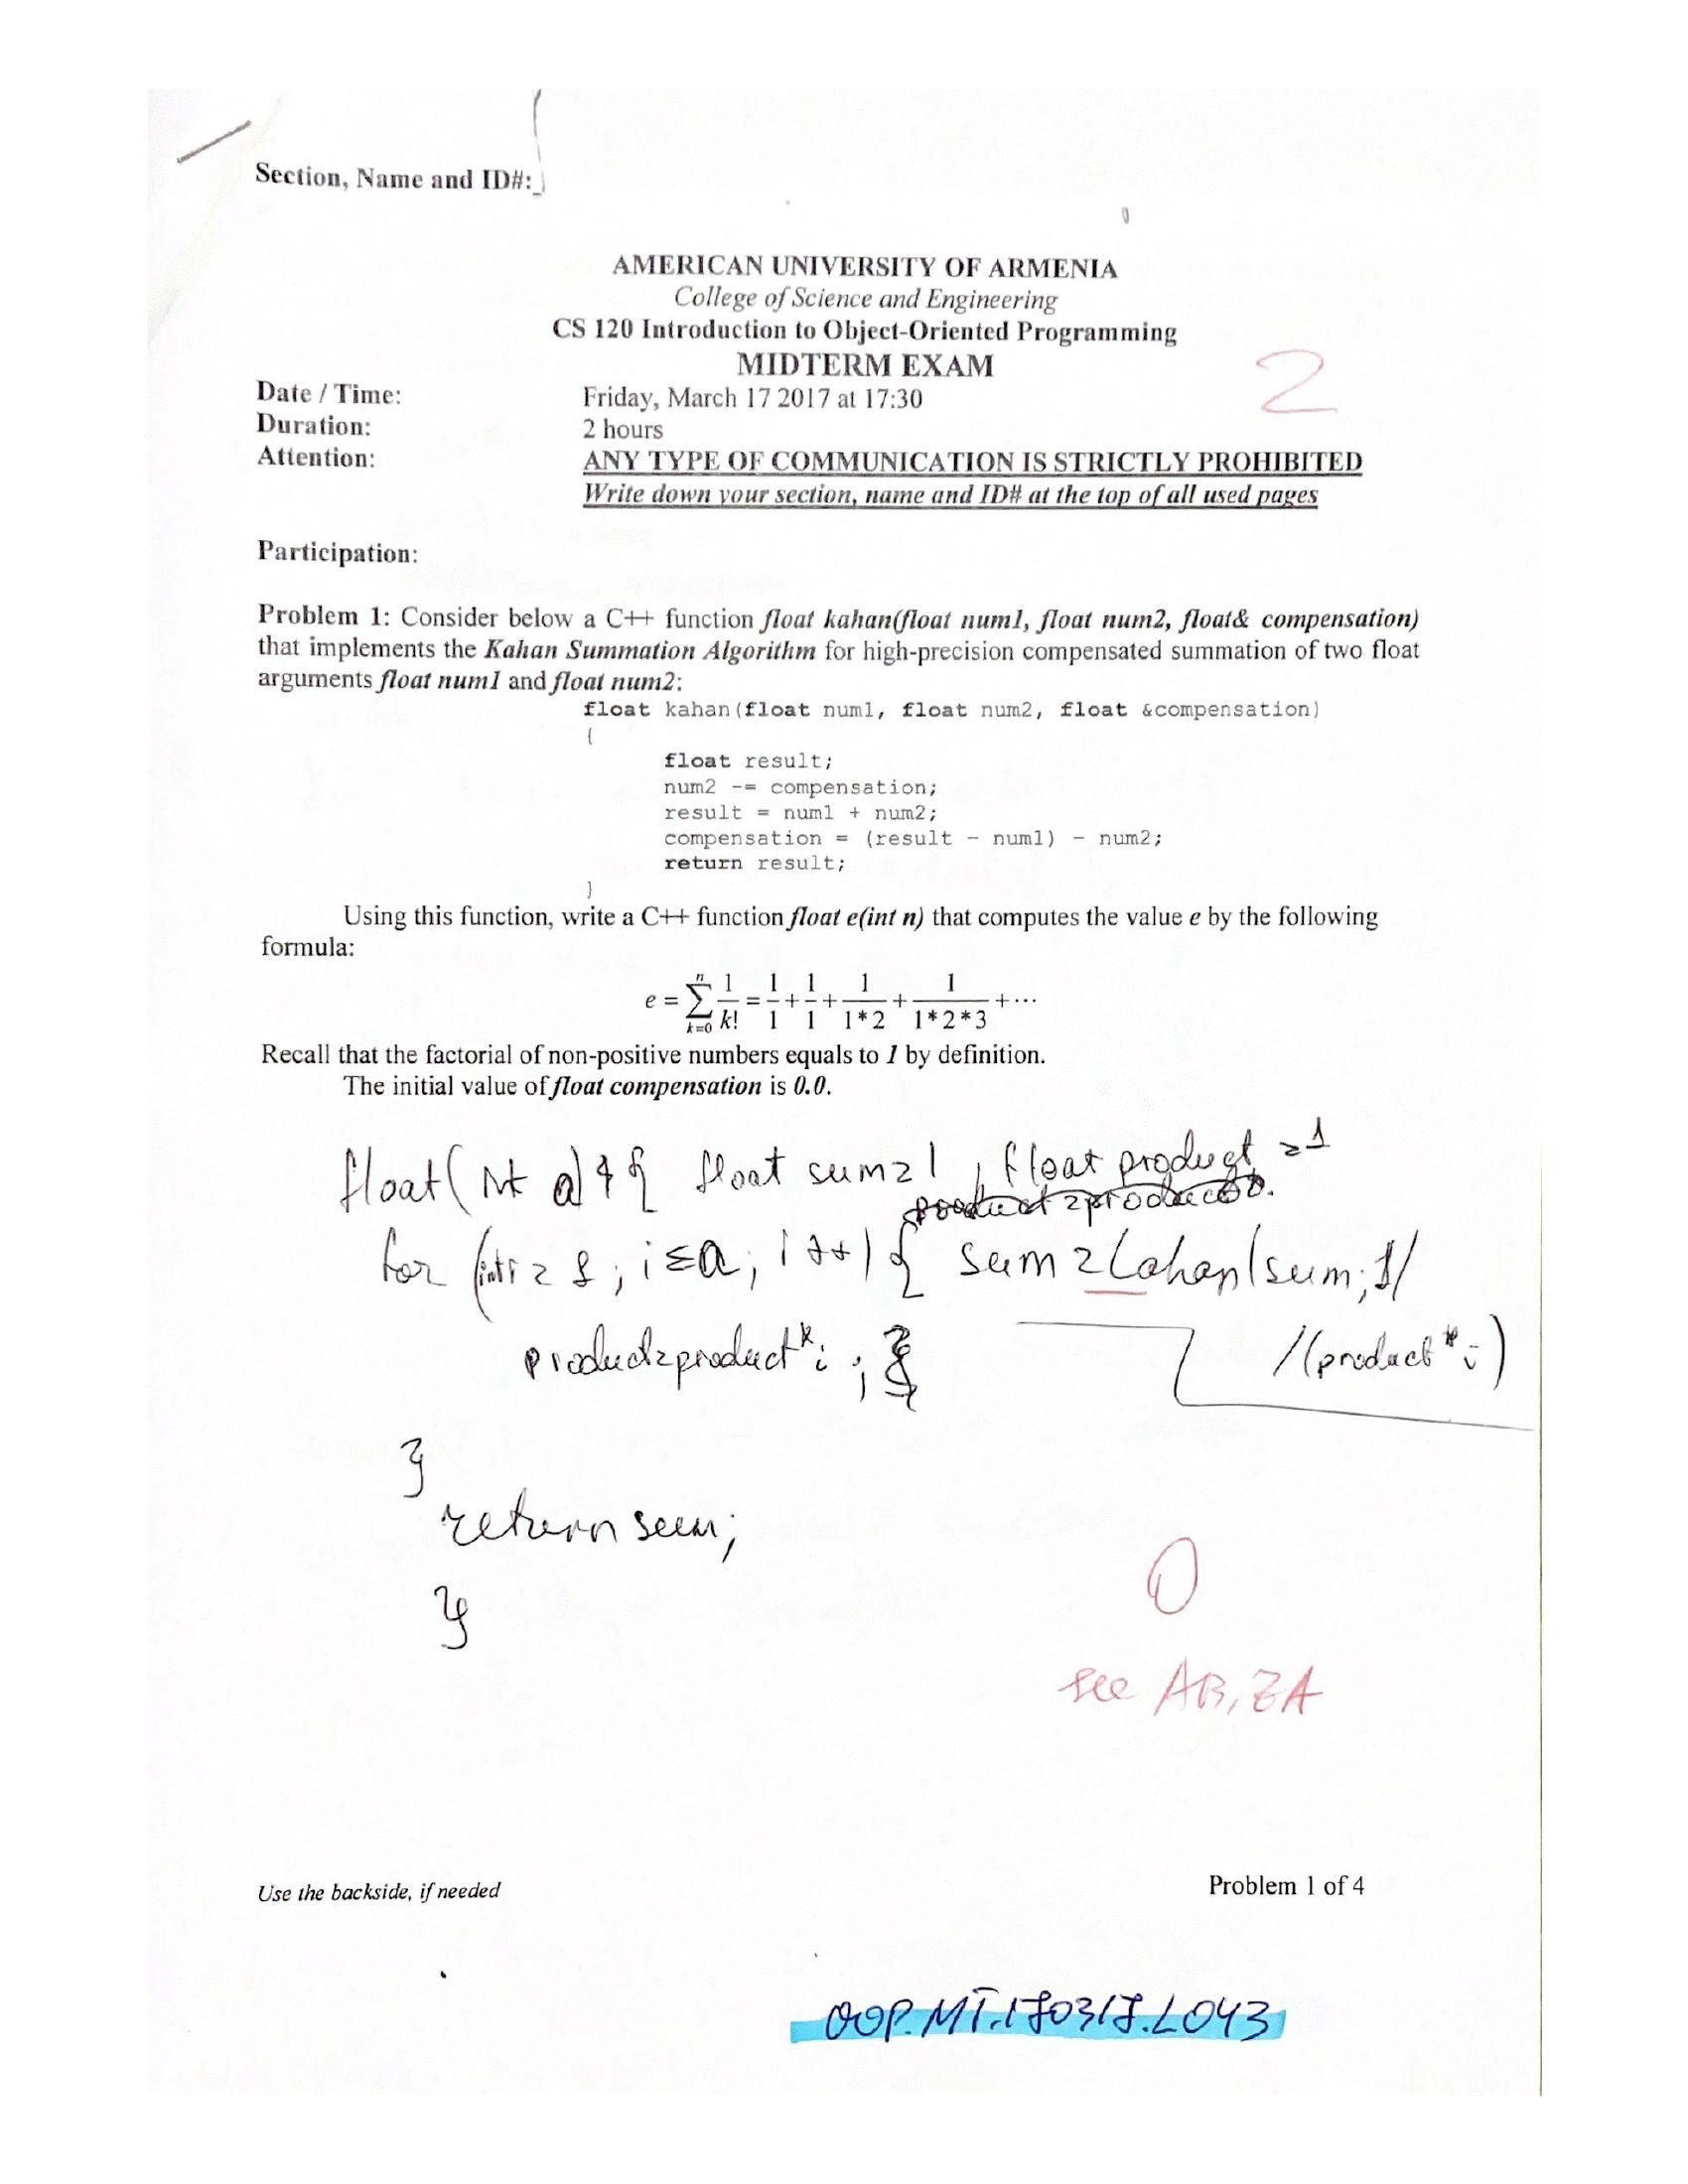 Section, Name and ID#:
AMERICAN UNIVERSITY OF ARMENIA
College of Science and Engineering
CS 120 Introduction to Object-Oriented Programming
MIDTERM EXAM
2
Date / Time: Friday, March 17 2017 at 17:30
Duration: 2 hours
Attention: ANY TYPE OF COMMUNICATION IS STRICTLY PROHIBITED
Write down your section, name and ID# at the top of all used pages
Participation:
Problem 1: Consider below a C++ function float kahan(float num1, float num2, float& compensation)
that implements the Kahan Summation Algorithm for high-precision compensated summation of two float
arguments float num1 and float num2:
float kahan(float num1, float num2, float &compensation)
{
float result;
num2 -= compensation;
result = num1 + num2;
compensation = (result - num1) - num2;
return result;
}
Using this function, write a C++ function float e(int n) that computes the value e by the following
formula:
e = ∑_{k=0}^{n} 1/k! = 1/1 + 1/1 + 1/(1*2) + 1/(1*2*3) + ···
Recall that the factorial of non-positive numbers equals to 1 by definition.
The initial value of float compensation is 0.0.
float(int a) { float sum=1, float product=1
for (int i= 1; i≤a; i++) { sum=kahan(sum; 1/
/(product*i)
product=product*i;
}
return sum;
}
0
see AB, ZA
Use the backside, if needed
Problem 1 of 4
OOP.MT.170317.L043